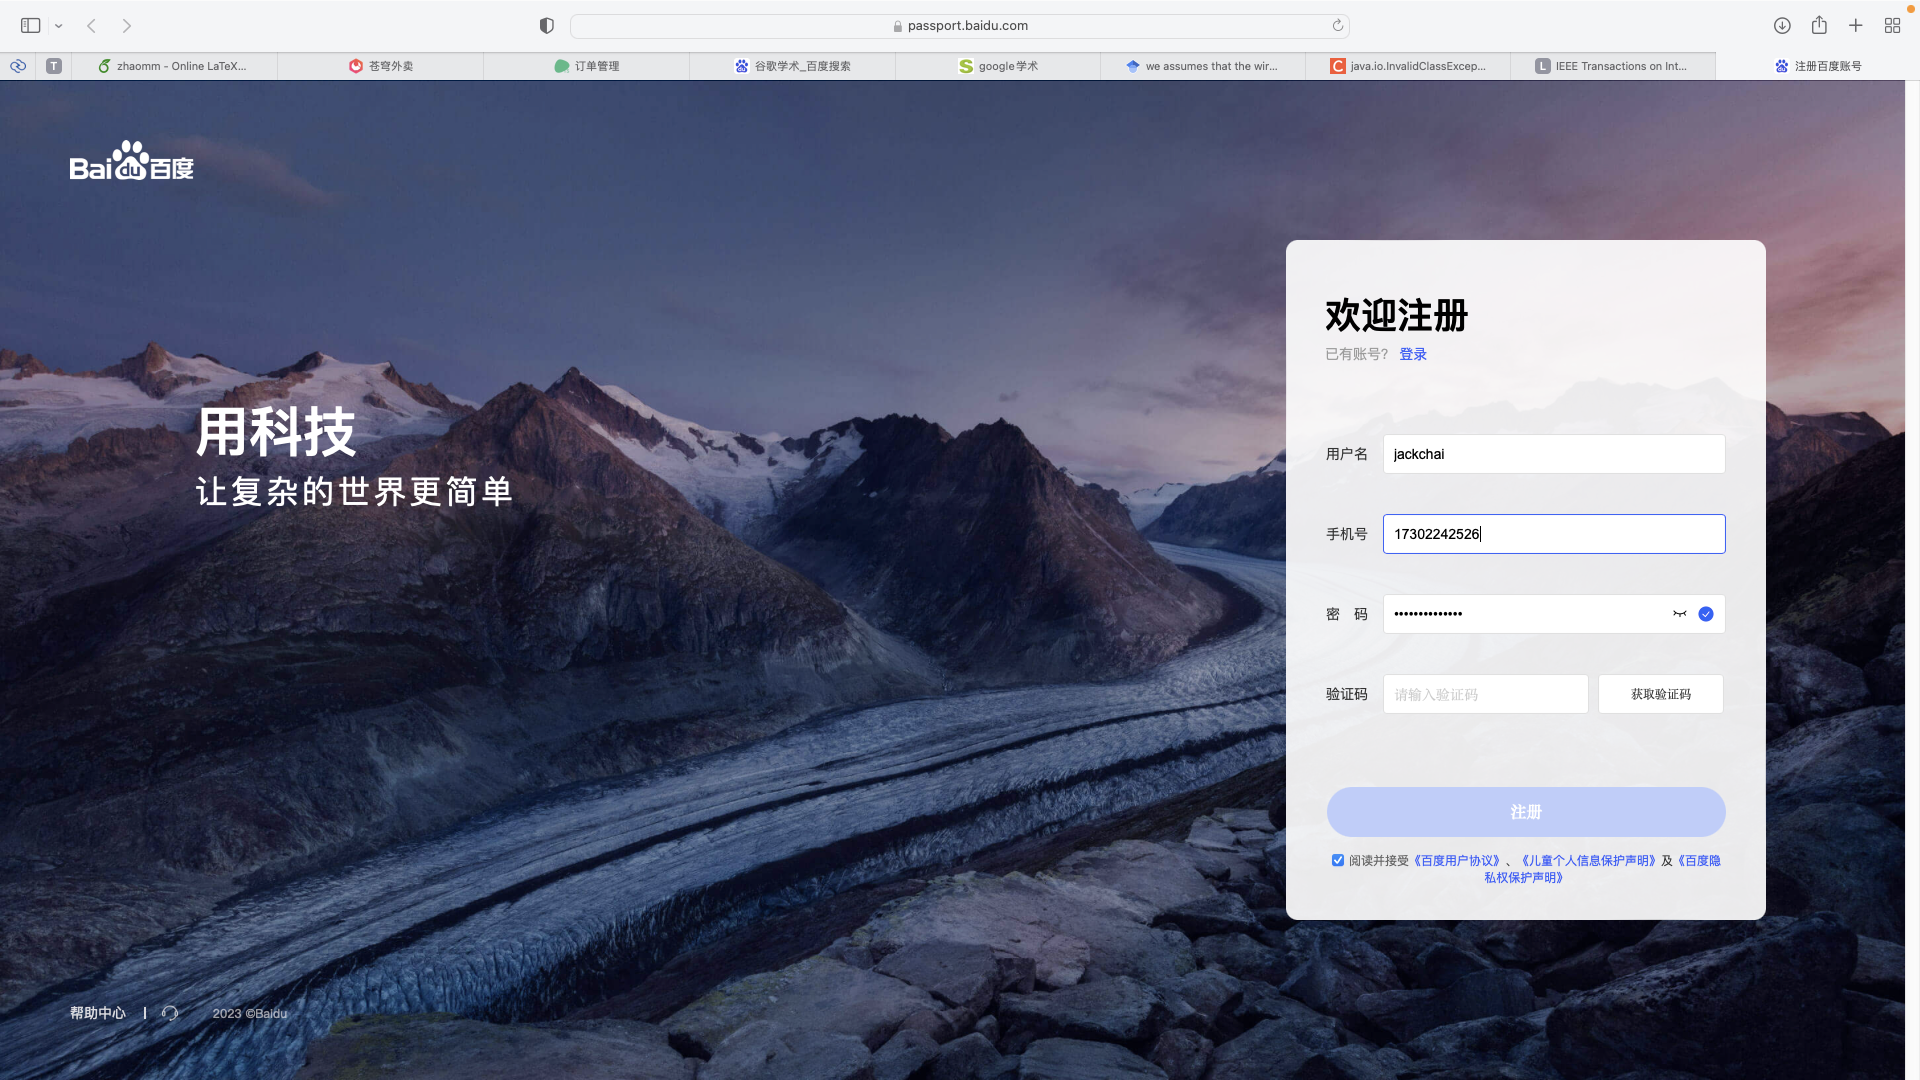 passport.baidu.com
T
zhaomm - Online LaTeX...
苍穹外卖
订单管理
谷歌学术_百度搜索
S
google学术
we assumes that the wir...
C
java.io.InvalidClassExcep...
L
IEEE Transactions on Int...
注册百度账号
Bai du 百度
用科技
让复杂的世界更简单
欢迎注册
已有账号? 登录
用户名 jackchai
手机号 17302242526
密 码 ••••••••••••••
验证码 请输入验证码 获取验证码
注册
阅读并接受《百度用户协议》、《儿童个人信息保护声明》及《百度隐
私权保护声明》
帮助中心 2023 ©Baidu